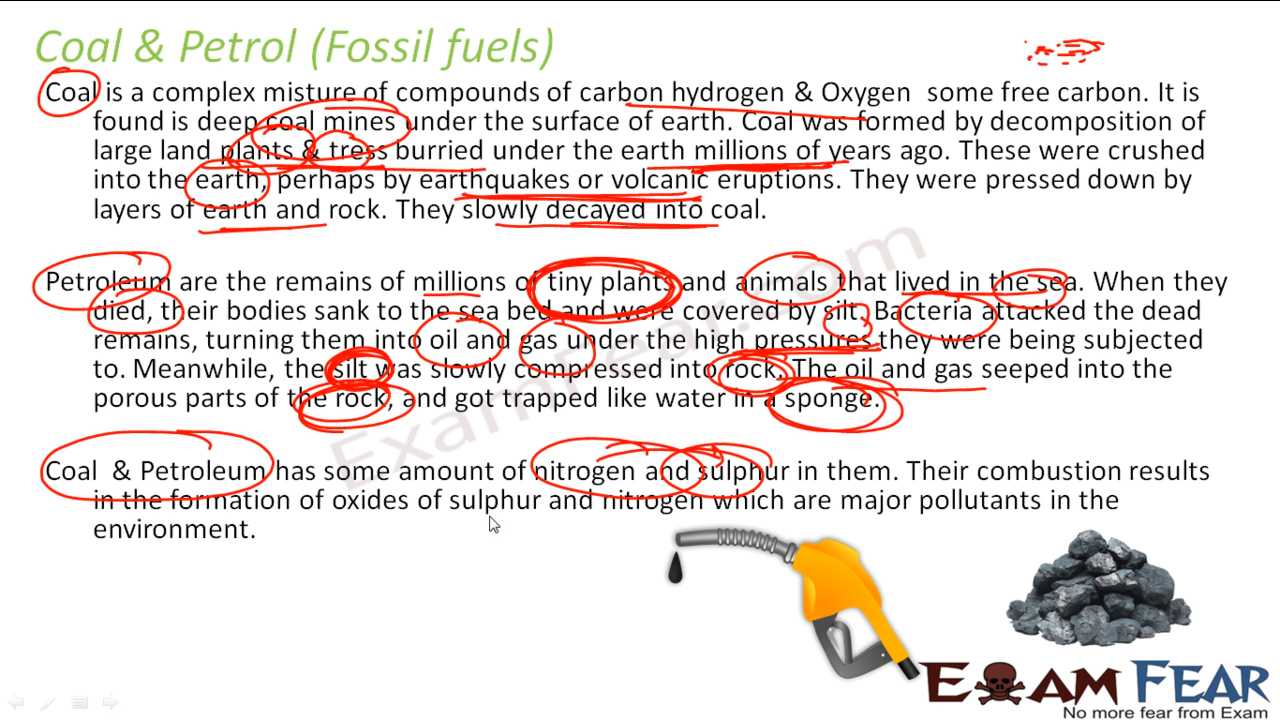 Coal & Petrol (Fossil fuels)
Coal is a complex misture of compounds of carbon hydrogen & Oxygen some free carbon. It is
found is deep coal mines under the surface of earth. Coal was formed by decomposition of
large land plants & tress burried under the earth millions of years ago. These were crushed
into the earth, perhaps by earthquakes or volcanic eruptions. They were pressed down by
layers of earth and rock. They slowly decayed into coal.
Petroleum are the remains of millions of tiny plants and animals that lived in the sea. When they
died, their bodies sank to the sea bed and were covered by silt. Bacteria attacked the dead
remains, turning them into oil and gas under the high pressures they were being subjected
to. Meanwhile, the silt was slowly compressed into rock. The oil and gas seeped into the
porous parts of the rock, and got trapped like water in a sponge.
Coal & Petroleum has some amount of nitrogen and sulphur in them. Their combustion results
in the formation of oxides of sulphur and nitrogen which are major pollutants in the
environment.
ExamFear.com
EXAM FEAR
No more fear from Exam